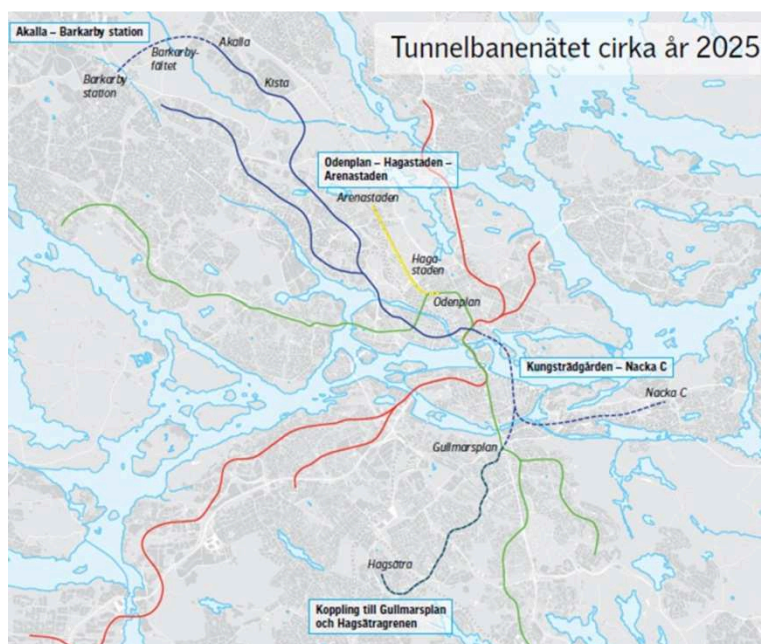 Akalla – Barkarby station
Tunnelbanenätet cirka år 2025
Akalla
Barkarby-
fältet
Barkarby
station
Kista
Odenplan – Hagastaden –
Arenastaden
Arenastaden
Haga-
staden
Odenplan
Kungsträdgården – Nacka C
Nacka C
Gullmarsplan
Hagsätra
Koppling till Gullmarsplan
och Hagsätragrenen